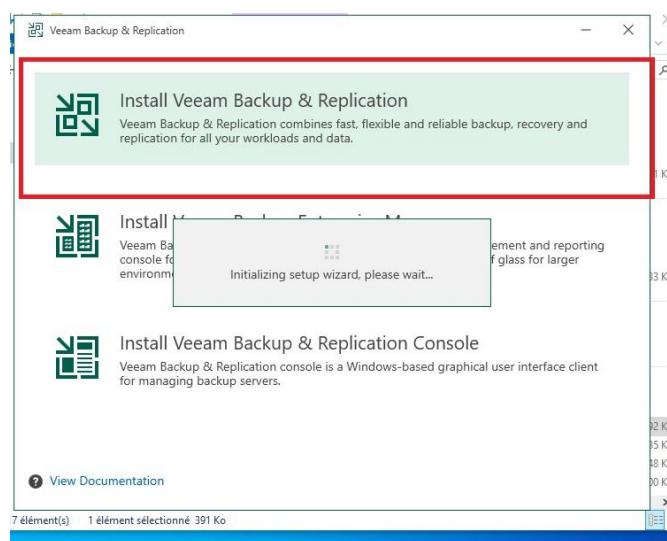 Veeam Backup & Replication
Install Veeam Backup & Replication
Veeam Backup & Replication combines fast, flexible and reliable backup, recovery and
replication for all your workloads and data.
Install
Veeam Ba
ement and reporting
console fo
f glass for larger
environm
Initializing setup wizard, please wait...
Install Veeam Backup & Replication Console
Veeam Backup & Replication console is a Windows-based graphical user interface client
for managing backup servers.
View Documentation
7 élément(s) 1 élément sélectionné 391 Ko